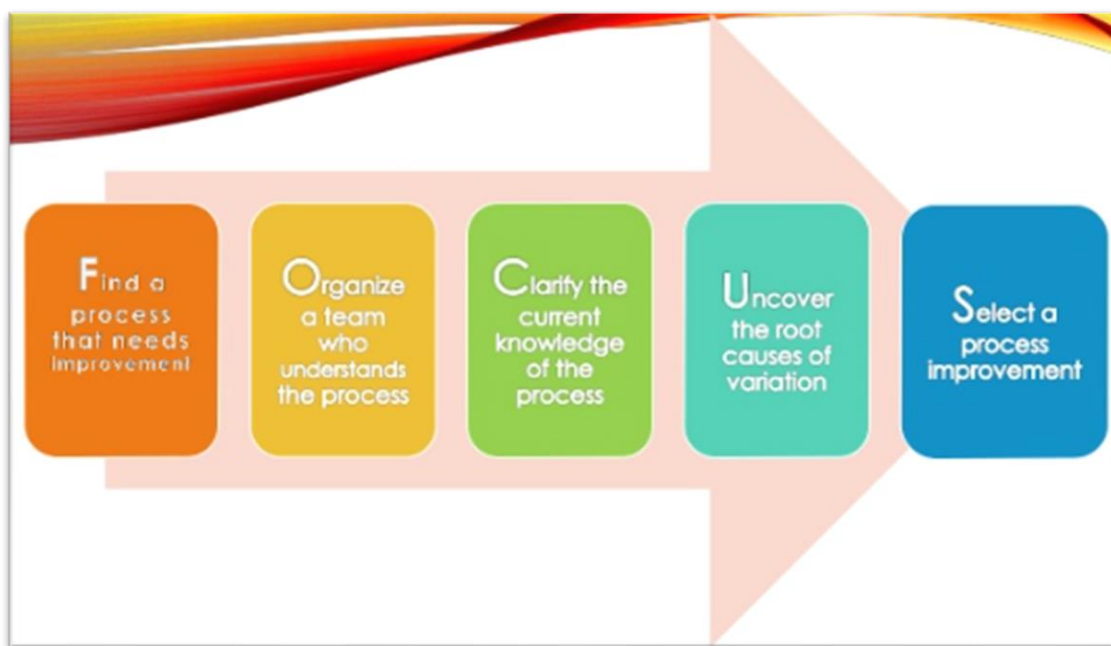 Find a
process
that needs
improvement
Organize
a team
who
understands
the process
Clarify the
current
knowledge
of the
process
Uncover
the root
causes of
variation
Select a
process
improvement